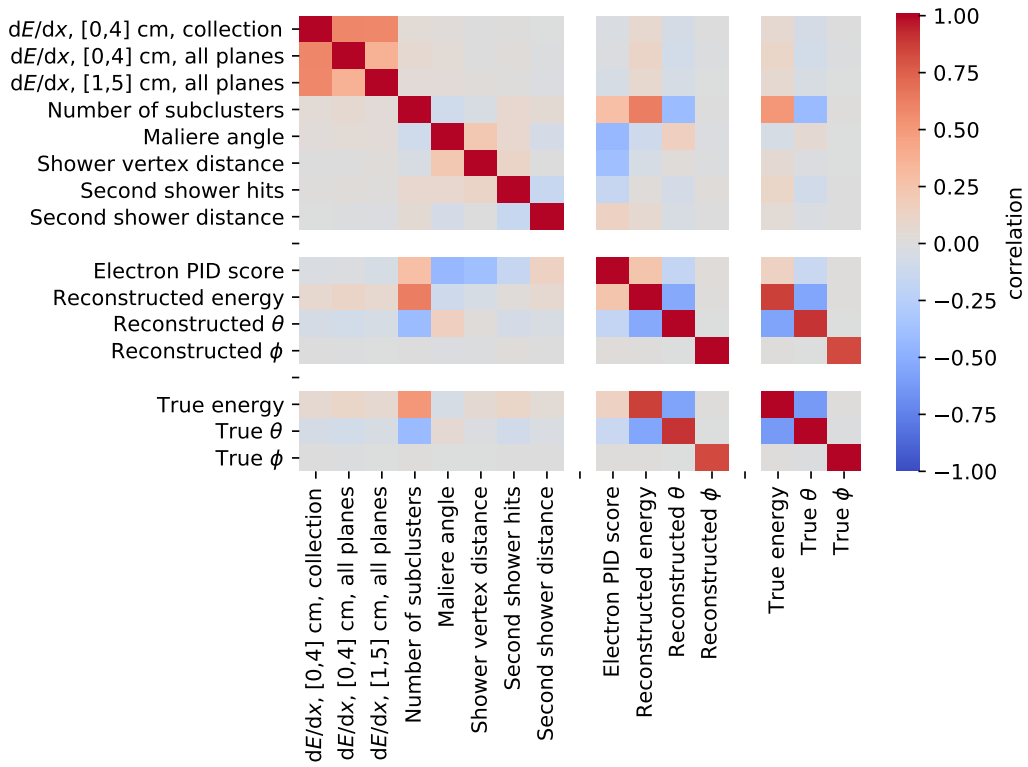 dE/dx, [0,4] cm, collection
dE/dx, [0,4] cm, all planes
dE/dx, [1,5] cm, all planes
Number of subclusters
Maliere angle
Shower vertex distance
Second shower hits
Second shower distance
Electron PID score
Reconstructed energy
Reconstructed θ
Reconstructed ϕ
True energy
True θ
True ϕ
dE/dx, [0,4] cm, collection
dE/dx, [0,4] cm, all planes
dE/dx, [1,5] cm, all planes
Number of subclusters
Maliere angle
Shower vertex distance
Second shower hits
Second shower distance
Electron PID score
Reconstructed energy
Reconstructed θ
Reconstructed ϕ
True energy
True θ
True ϕ
1.00
0.75
0.50
0.25
0.00
−0.25
−0.50
−0.75
−1.00
correlation